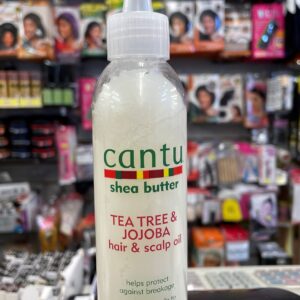 cantu
shea butter
TEA TREE &
JOJOBA
hair & scalp oil
helps protect
against breakage